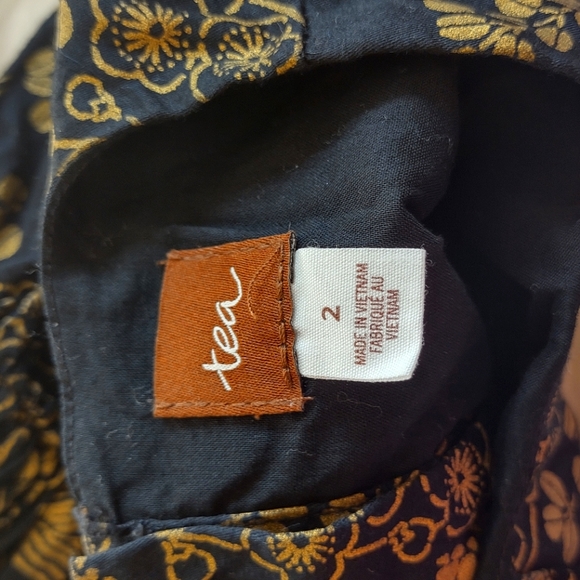 tea
2
MADE IN VIETNAM
FABRIQUÉ AU
VIETNAM